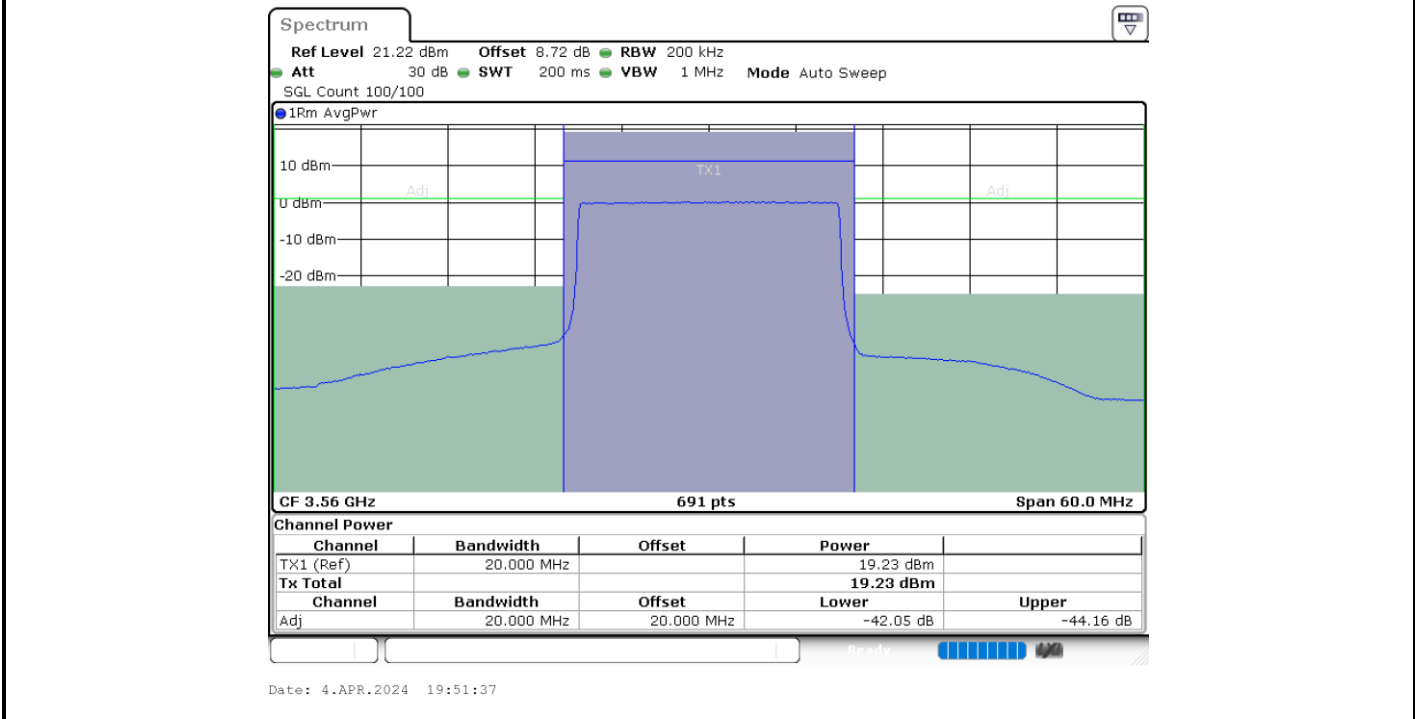 Spectrum
Ref Level 21.22 dBm Offset 8.72 dB RBW 200 kHz
Att 30 dB SWT 200 ms VBW 1 MHz Mode Auto Sweep
SGL Count 100/100
1Rm AvgPwr
10 dBm
TX1
Adj Adj
0 dBm
-10 dBm
-20 dBm
CF 3.56 GHz 691 pts Span 60.0 MHz
Channel Power
Channel Bandwidth Offset Power
TX1 (Ref) 20.000 MHz 19.23 dBm
Tx Total 19.23 dBm
Channel Bandwidth Offset Lower Upper
Adj 20.000 MHz 20.000 MHz -42.05 dB -44.16 dB
Ready
Date: 4.APR.2024 19:51:37